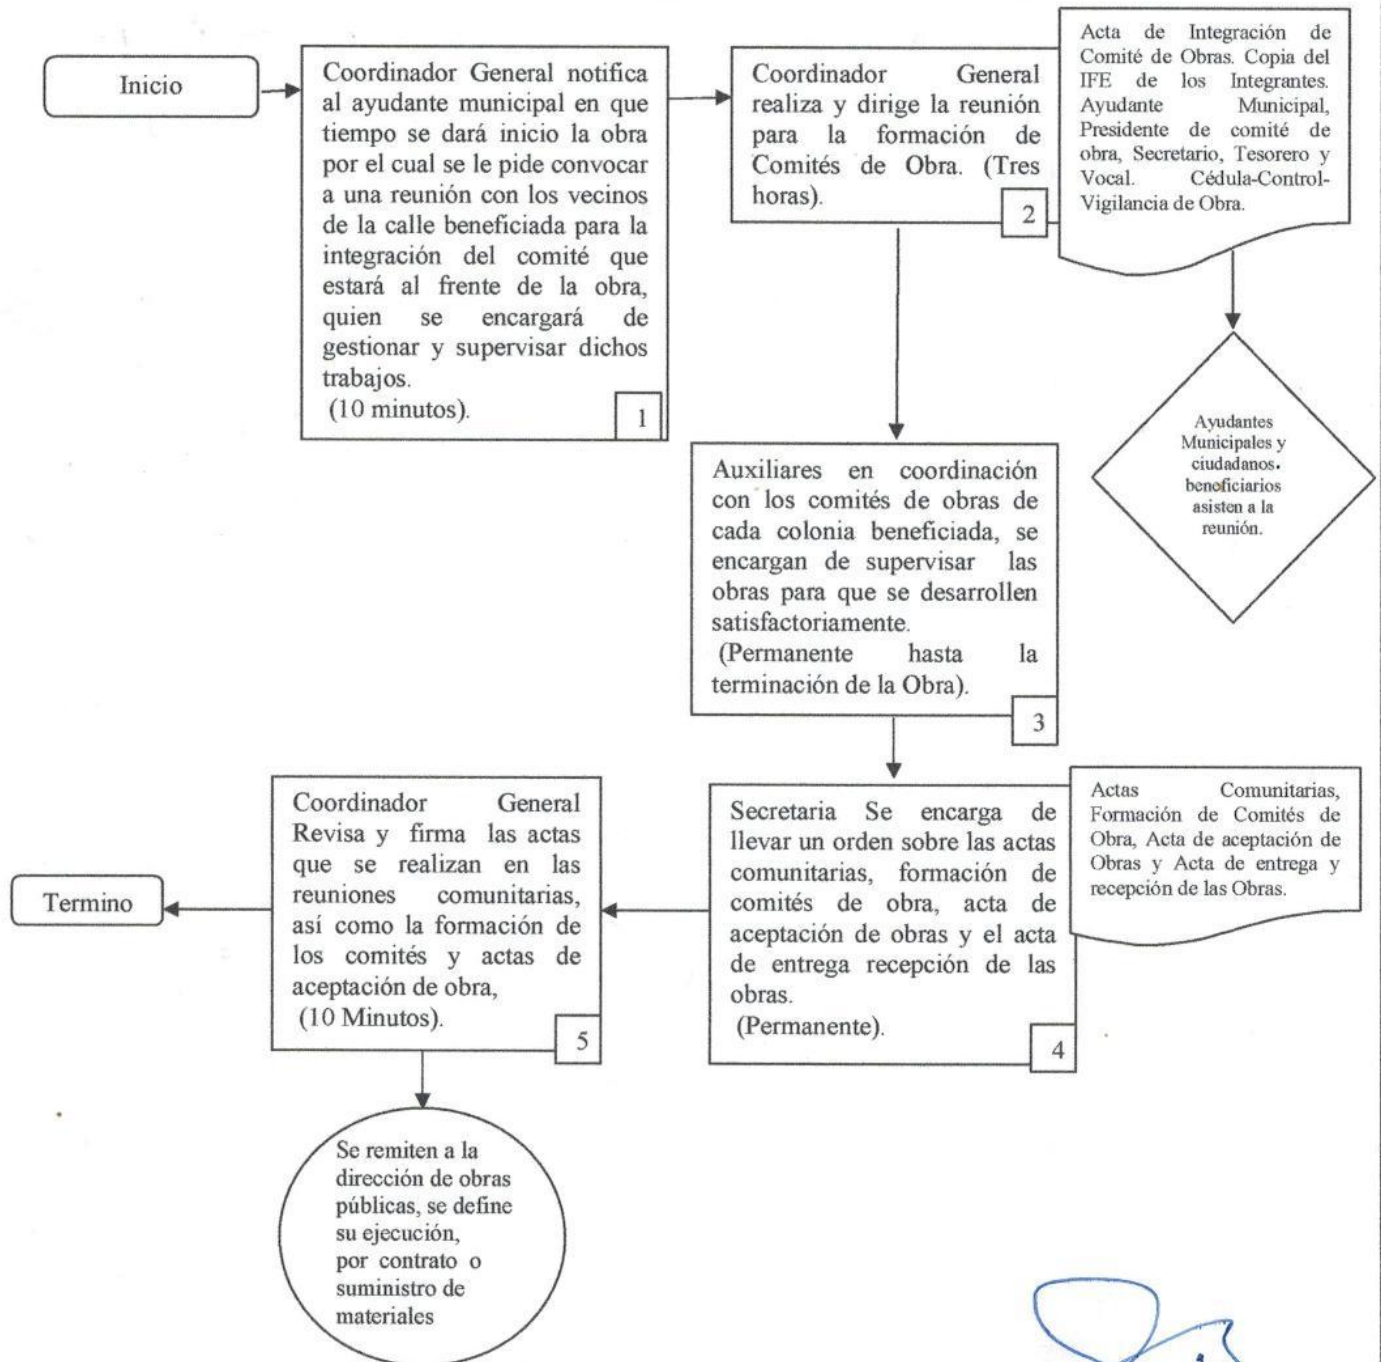 Inicio
Coordinador General notifica
al ayudante municipal en que
tiempo se dará inicio la obra
por el cual se le pide convocar
a una reunión con los vecinos
de la calle beneficiada para la
integración del comité que
estará al frente de la obra,
quien se encargará de
gestionar y supervisar dichos
trabajos.
(10 minutos).
1
Coordinador General
realiza y dirige la reunión
para la formación de
Comités de Obra. (Tres
horas).
2
Acta de Integración de
Comité de Obras. Copia del
IFE de los Integrantes.
Ayudante Municipal,
Presidente de comité de
obra, Secretario, Tesorero y
Vocal. Cédula-Control-
Vigilancia de Obra.
Ayudantes
Municipales y
ciudadanos
beneficiarios
asisten a la
reunión.
Auxiliares en coordinación
con los comités de obras de
cada colonia beneficiada, se
encargan de supervisar las
obras para que se desarrollen
satisfactoriamente.
(Permanente hasta la
terminación de la Obra).
3
Secretaria Se encarga de
llevar un orden sobre las actas
comunitarias, formación de
comités de obra, acta de
aceptación de obras y el acta
de entrega recepción de las
obras.
(Permanente).
4
Actas Comunitarias,
Formación de Comités de
Obra, Acta de aceptación de
Obras y Acta de entrega y
recepción de las Obras.
Coordinador General
Revisa y firma las actas
que se realizan en las
reuniones comunitarias,
así como la formación de
los comités y actas de
aceptación de obra,
(10 Minutos).
5
Termino
Se remiten a la
dirección de obras
públicas, se define
su ejecución,
por contrato o
suministro de
materiales